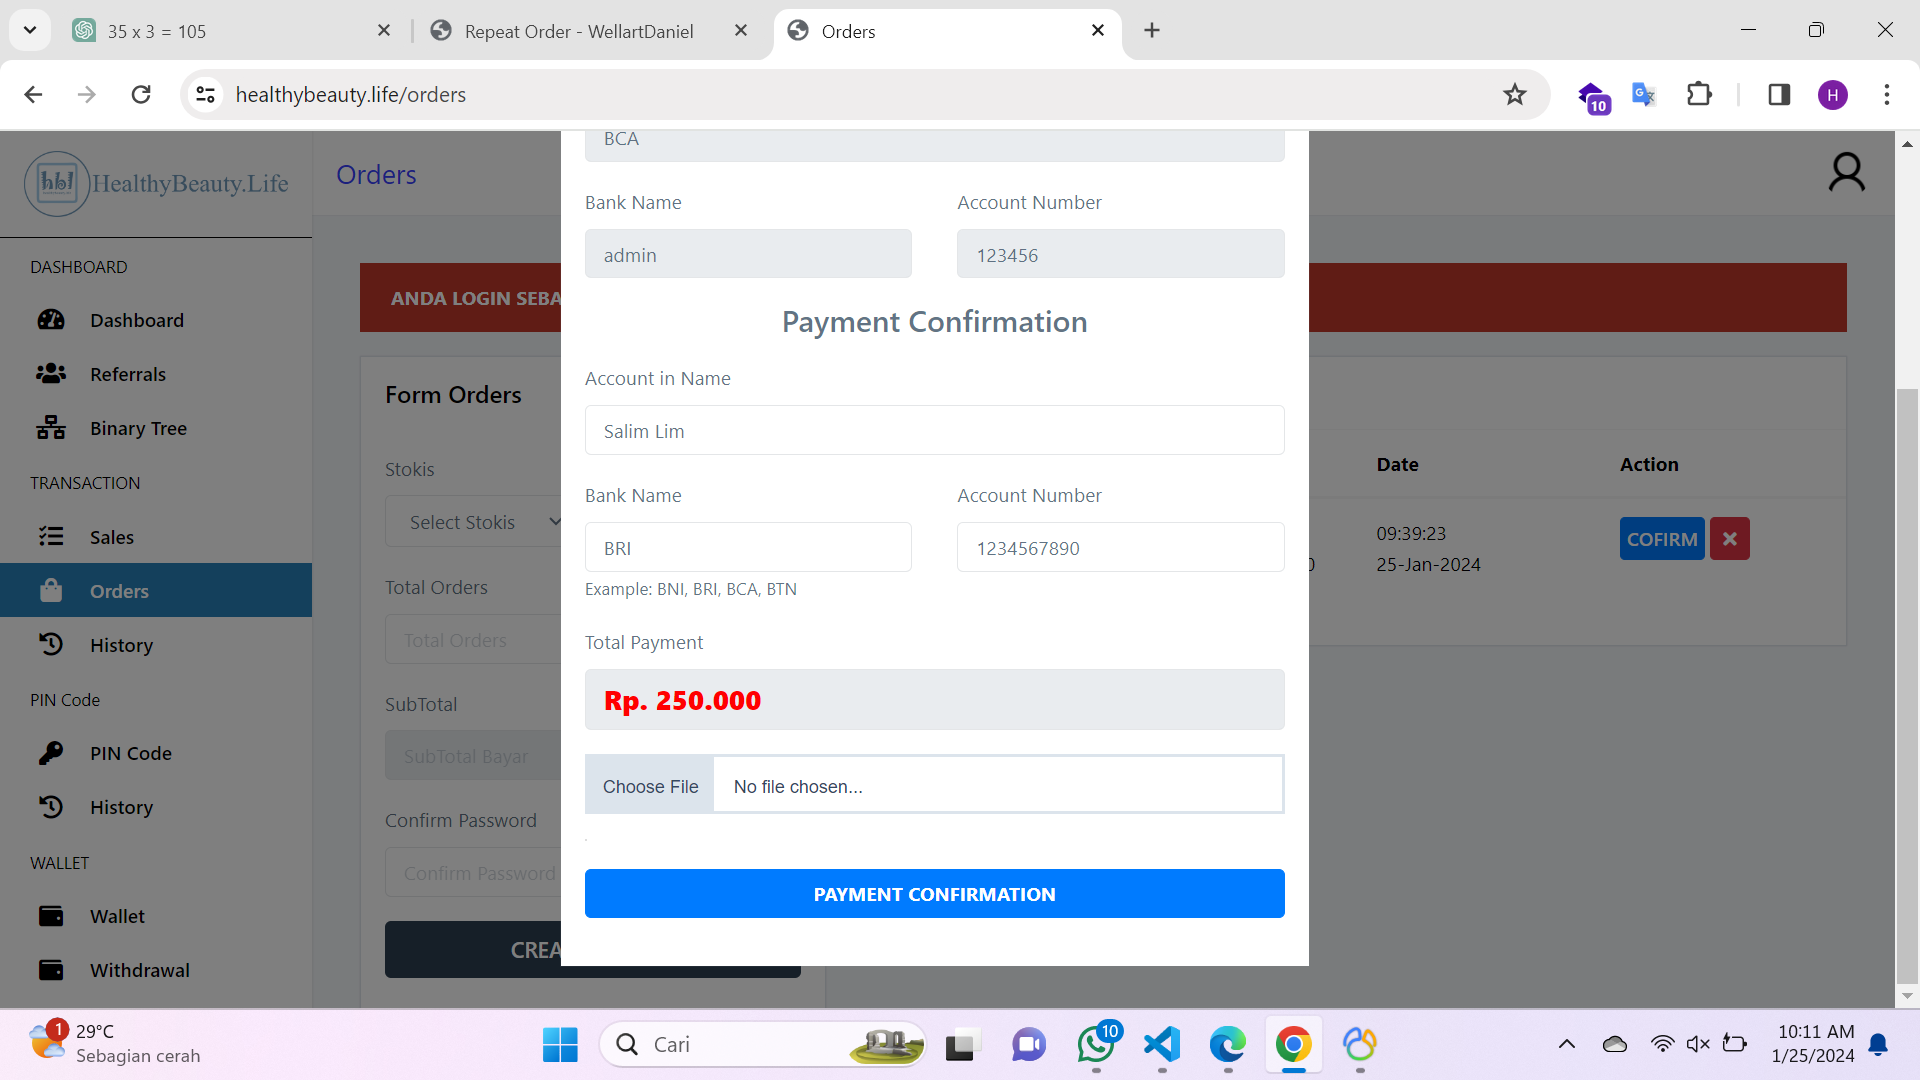 35 x 3 = 105
Repeat Order - WellartDaniel
Orders
healthybeauty.life/orders
10
H
hbl
HealthyBeauty.Life
DASHBOARD
Dashboard
Referrals
Binary Tree
TRANSACTION
Sales
Orders
History
PIN Code
PIN Code
History
WALLET
Wallet
Withdrawal
Orders
ANDA LOGIN SEBA
Form Orders
Stokis
Select Stokis
Total Orders
Total Orders
SubTotal
SubTotal Bayar
Confirm Password
Confirm Password
CREA
BCA
Bank Name
Account Number
admin
123456
Payment Confirmation
Account in Name
Salim Lim
Bank Name
Account Number
BRI
1234567890
Example: BNI, BRI, BCA, BTN
Total Payment
Rp. 250.000
Choose File
No file chosen...
PAYMENT CONFIRMATION
Date
Action
09:39:23
25-Jan-2024
COFIRM
1
29°C
Sebagian cerah
Cari
10
10:11 AM
1/25/2024